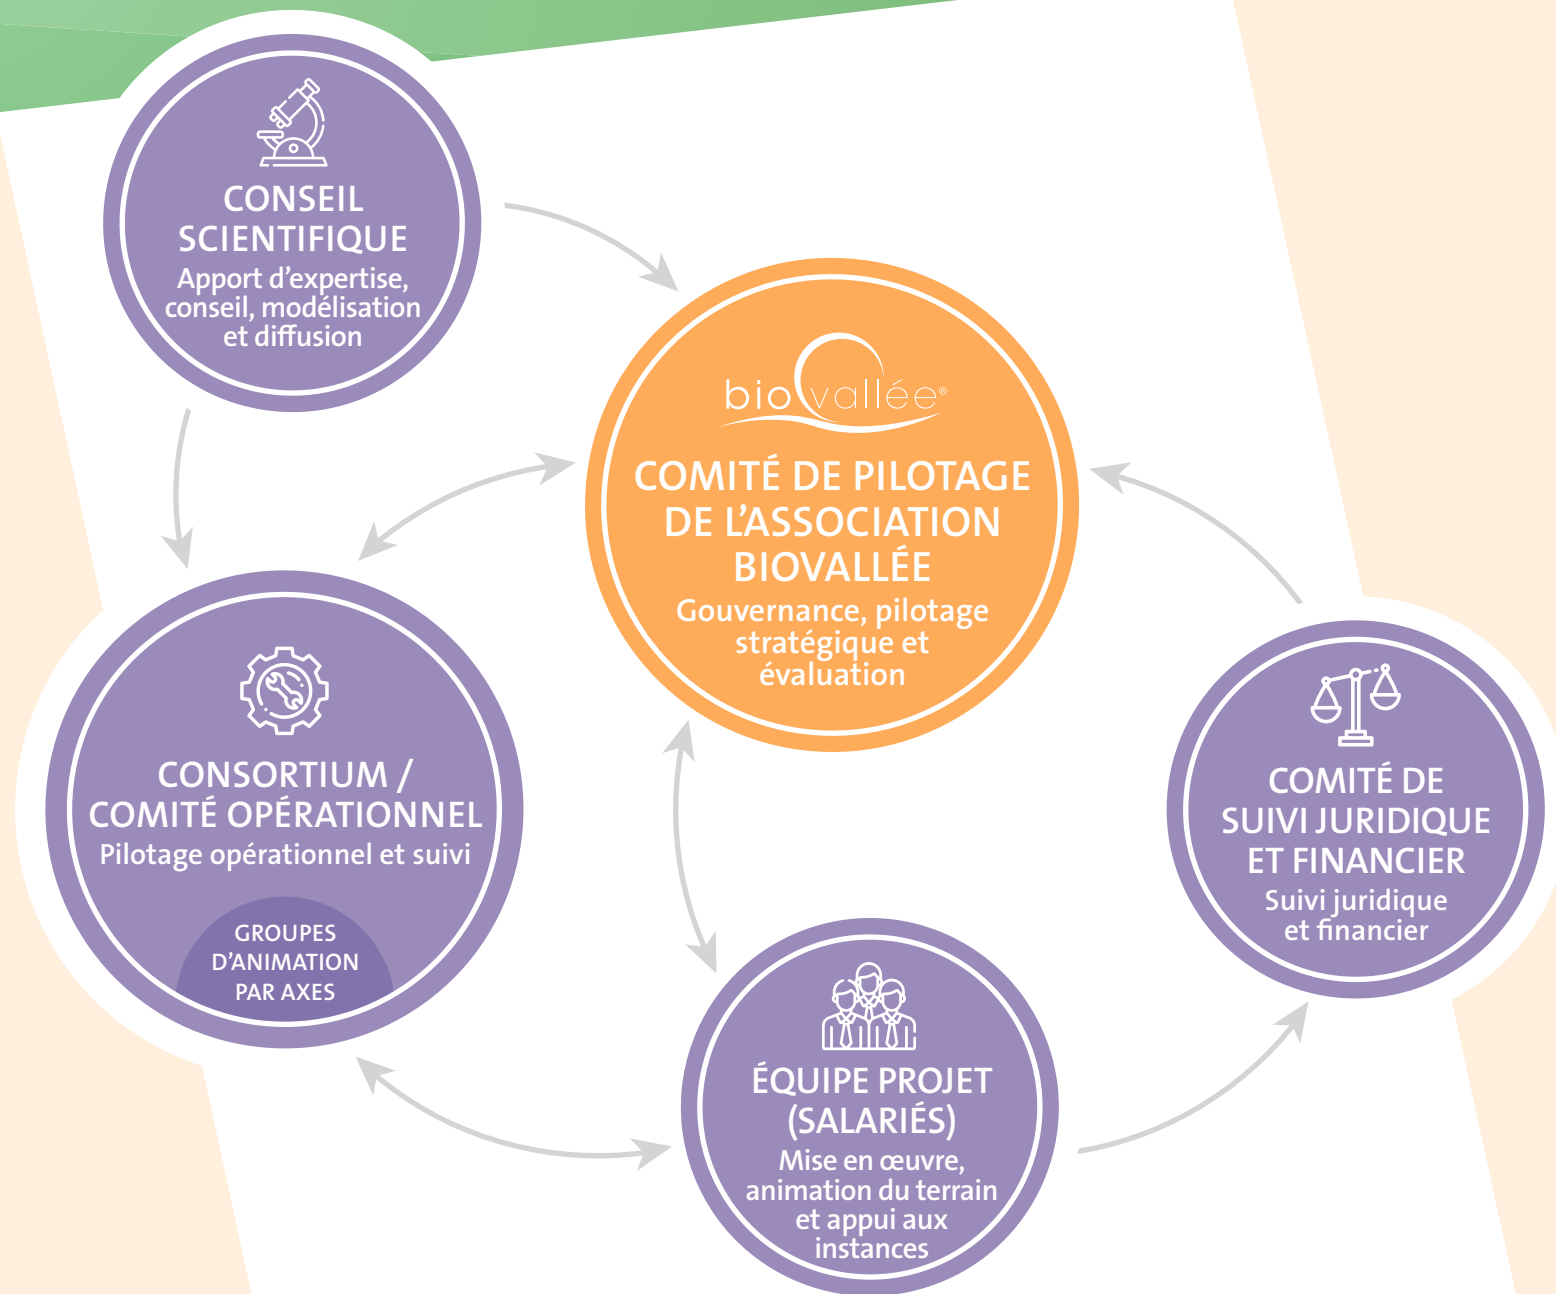 CONSEIL
SCIENTIFIQUE
Apport d’expertise,
conseil, modélisation
et diffusion
biovallée®
COMITÉ DE PILOTAGE
DE L’ASSOCIATION
BIOVALLÉE
Gouvernance, pilotage
stratégique et
évaluation
CONSORTIUM /
COMITÉ OPÉRATIONNEL
Pilotage opérationnel et suivi
GROUPES
D’ANIMATION
PAR AXES
COMITÉ DE
SUIVI JURIDIQUE
ET FINANCIER
Suivi juridique
et financier
ÉQUIPE PROJET
(SALARIÉS)
Mise en œuvre,
animation du terrain
et appui aux
instances